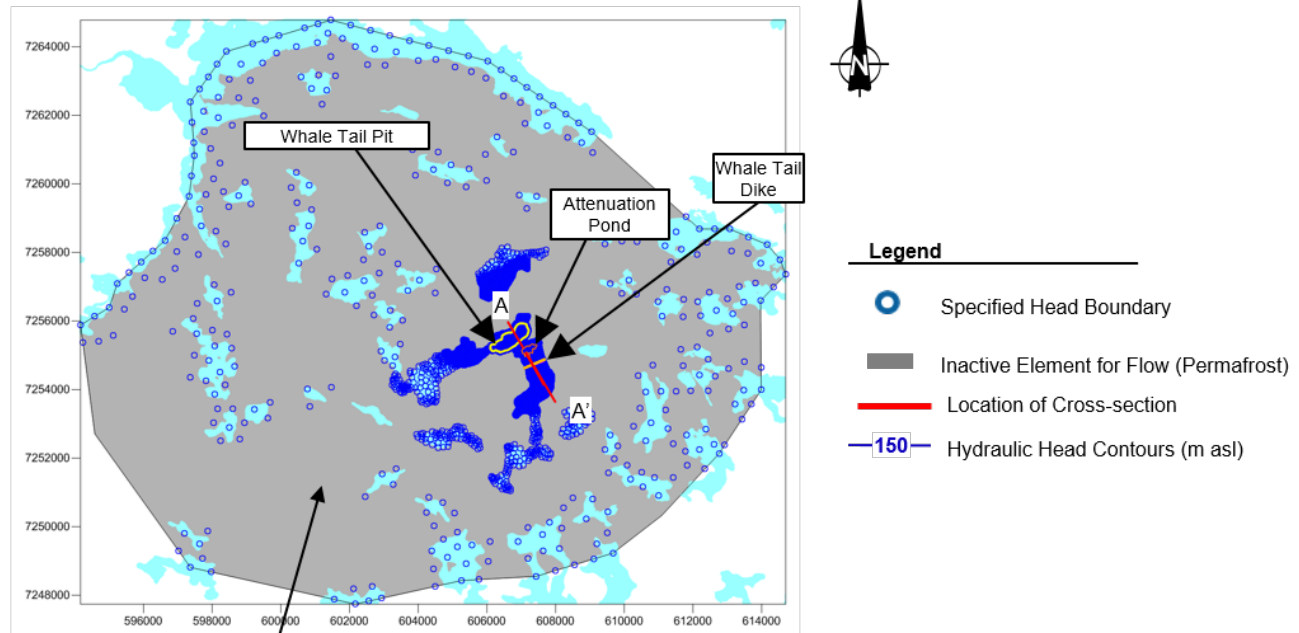 N
7264000
7262000
7260000
7258000
7256000
7254000
7252000
7250000
7248000
596000 598000 600000 602000 604000 606000 608000 610000 612000 614000
Whale Tail Pit
Attenuation
Pond
Whale Tail
Dike
A
A'
Legend
Specified Head Boundary
Inactive Element for Flow (Permafrost)
Location of Cross-section
150
Hydraulic Head Contours (m asl)